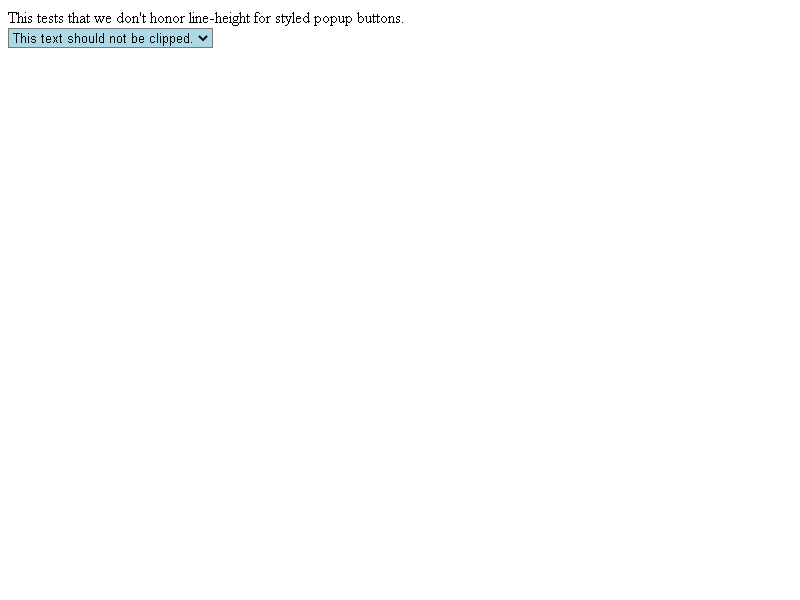 This tests that we don't honor line-height for styled popup buttons.
This text should not be clipped.